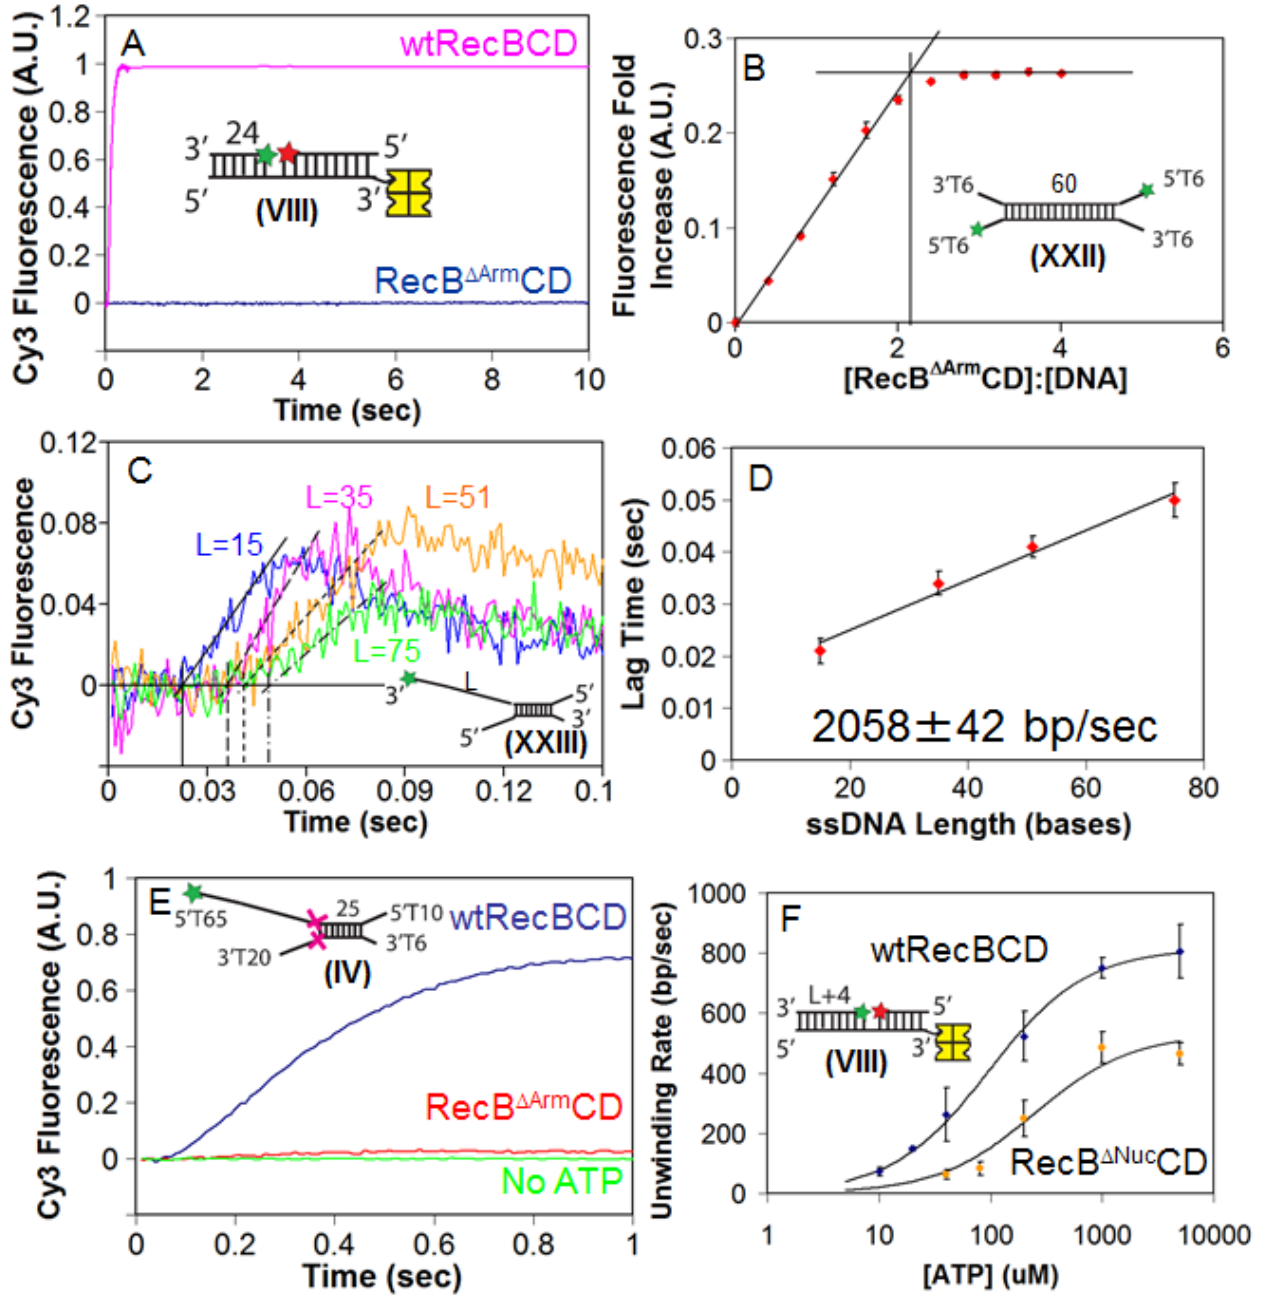 A
wtRecBCD
3′ 24 5′
5′ (VIII) 3′
RecB^ΔArm CD
Cy3 Fluorescence (A.U.)
1.2
1
0.8
0.6
0.4
0.2
0
0 2 4 6 8 10
Time (sec)
B
Fluorescence Fold
Increase (A.U.)
0.3
0.2
0.1
0
3′T6 60 5′T6
5′T6 (XXII) 3′T6
0 2 4 6
[RecB^ΔArm CD]:[DNA]
C
Cy3 Fluorescence
0.12
0.08
0.04
0
L=15
L=35
L=51
L=75
3′ L 5′
5′ 3′
(XXIII)
0 0.03 0.06 0.09 0.12 0.1
Time (sec)
D
Lag Time (sec)
0.06
0.05
0.04
0.03
0.02
0.01
0
2058±42 bp/sec
0 20 40 60 80
ssDNA Length (bases)
E
Cy3 Fluorescence (A.U.)
1
0.8
0.6
0.4
0.2
0
5′T65 25 5′T10
3′T20 3′T6
(IV)
wtRecBCD
RecB^ΔArm CD
No ATP
0 0.2 0.4 0.6 0.8 1
Time (sec)
F
Unwinding Rate (bp/sec)
1000
800
600
400
200
0
wtRecBCD
3′ L+4 5′
5′ (VIII) 3′
RecB^ΔNuc CD
1 10 100 1000 10000
[ATP] (uM)